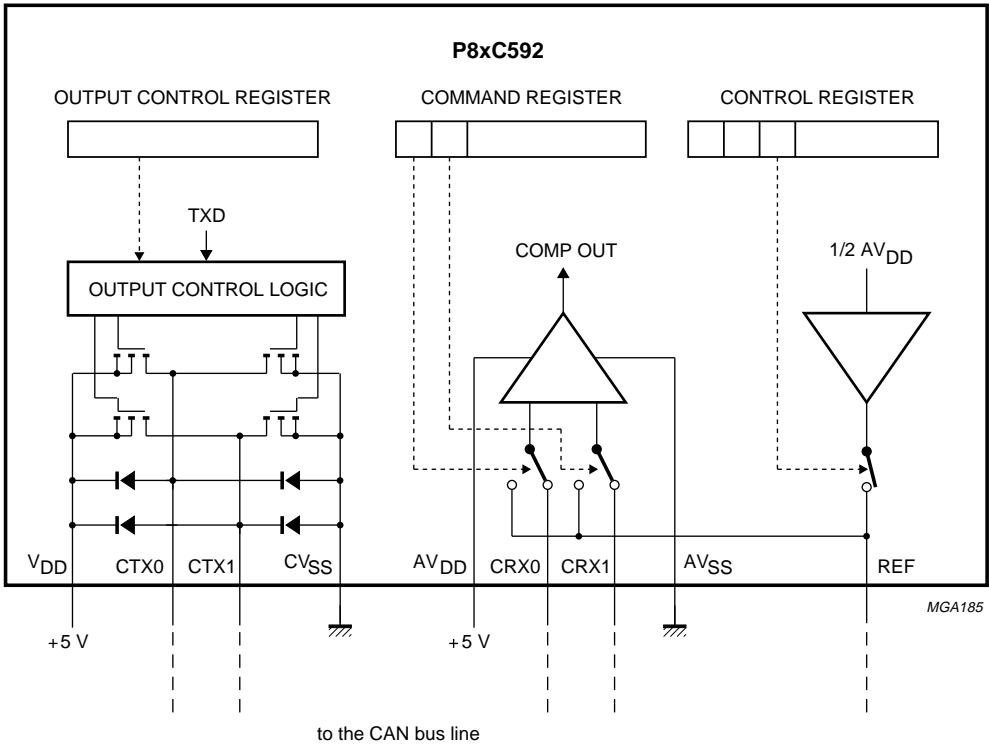 P8xC592
OUTPUT CONTROL REGISTER
COMMAND REGISTER
CONTROL REGISTER
TXD
COMP OUT
1/2 AVDD
OUTPUT CONTROL LOGIC
VDD
CTX0
CTX1
CVSS
AVDD
CRX0
CRX1
AVSS
REF
MGA185
+5 V
+5 V
to the CAN bus line